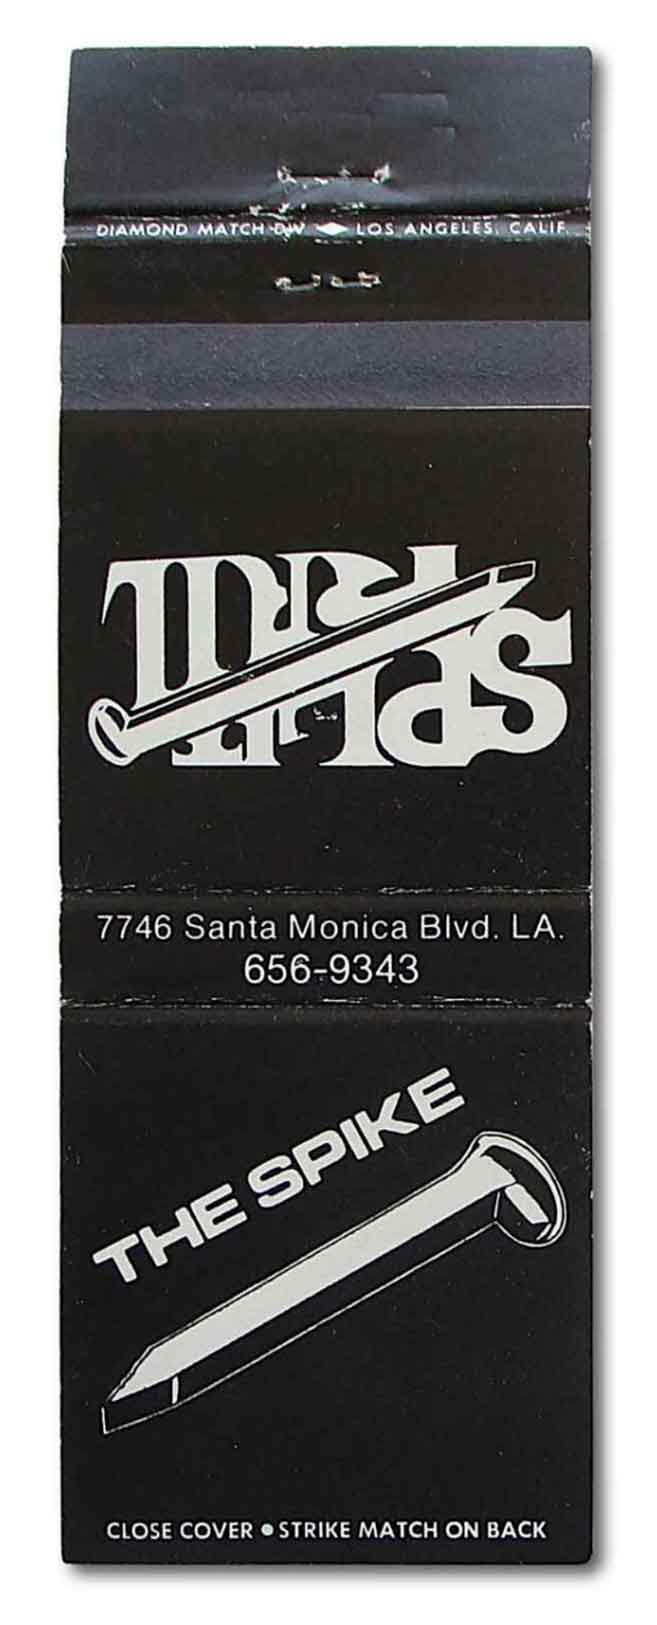 DIAMOND MATCH DIV LOS ANGELES, CALIF.
7746 Santa Monica Blvd. LA.
656-9343
THE SPIKE
CLOSE COVER • STRIKE MATCH ON BACK